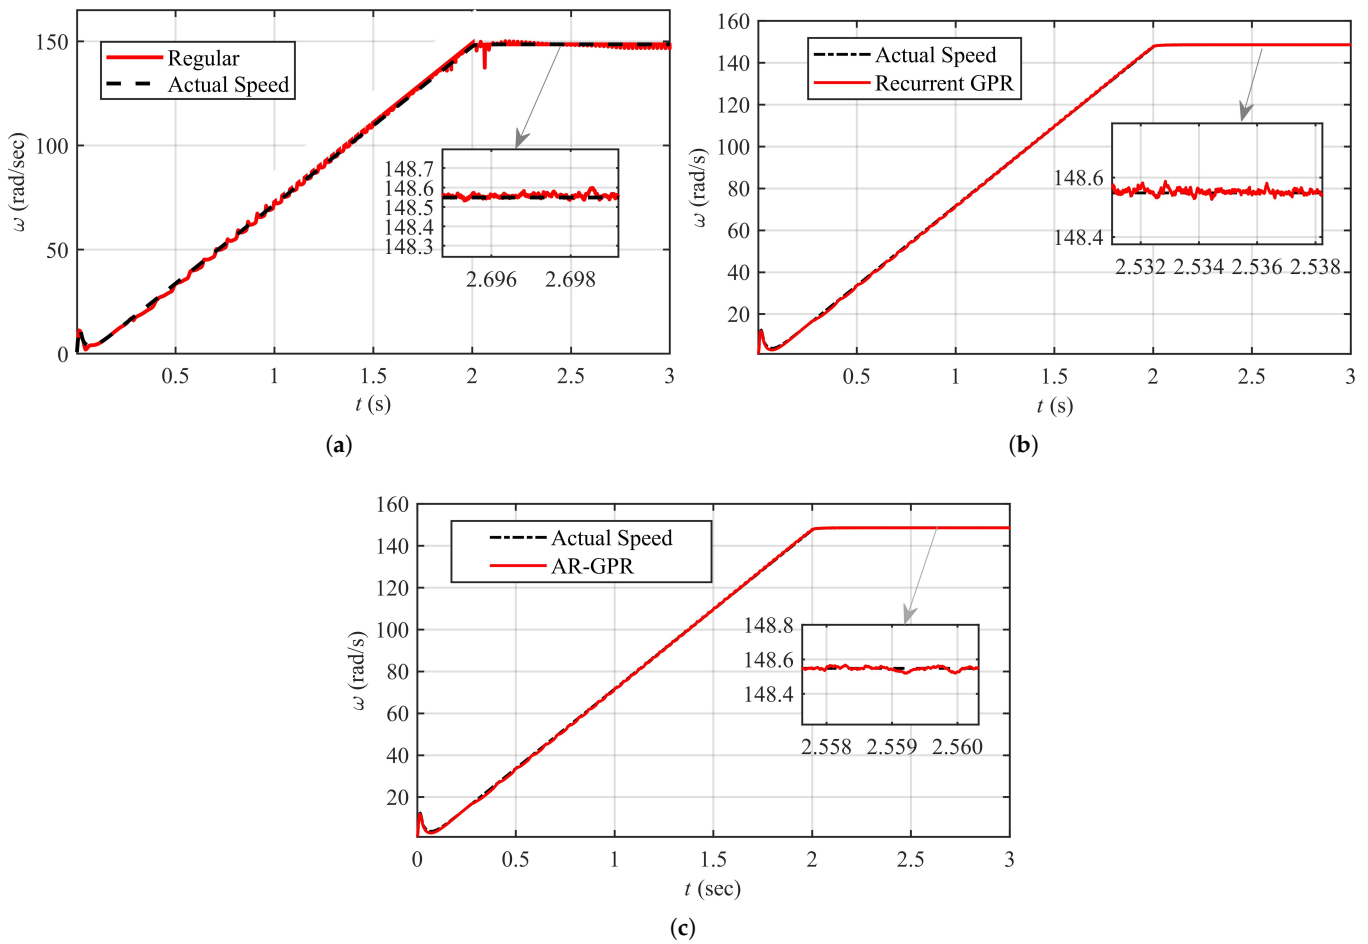 150
100
50
0
ω (rad/sec)
Regular
Actual Speed
148.7
148.6
148.5
148.4
148.3
2.696 2.698
0.5 1 1.5 2 2.5 3
t (s)
(a)
160
140
120
100
80
60
40
20
ω (rad/s)
Actual Speed
Recurrent GPR
148.6
148.4
2.532 2.534 2.536 2.538
0.5 1 1.5 2 2.5 3
t (s)
(b)
160
140
120
100
80
60
40
20
ω (rad/s)
Actual Speed
AR-GPR
148.8
148.6
148.4
2.558 2.559 2.560
0 0.5 1 1.5 2 2.5 3
t (sec)
(c)